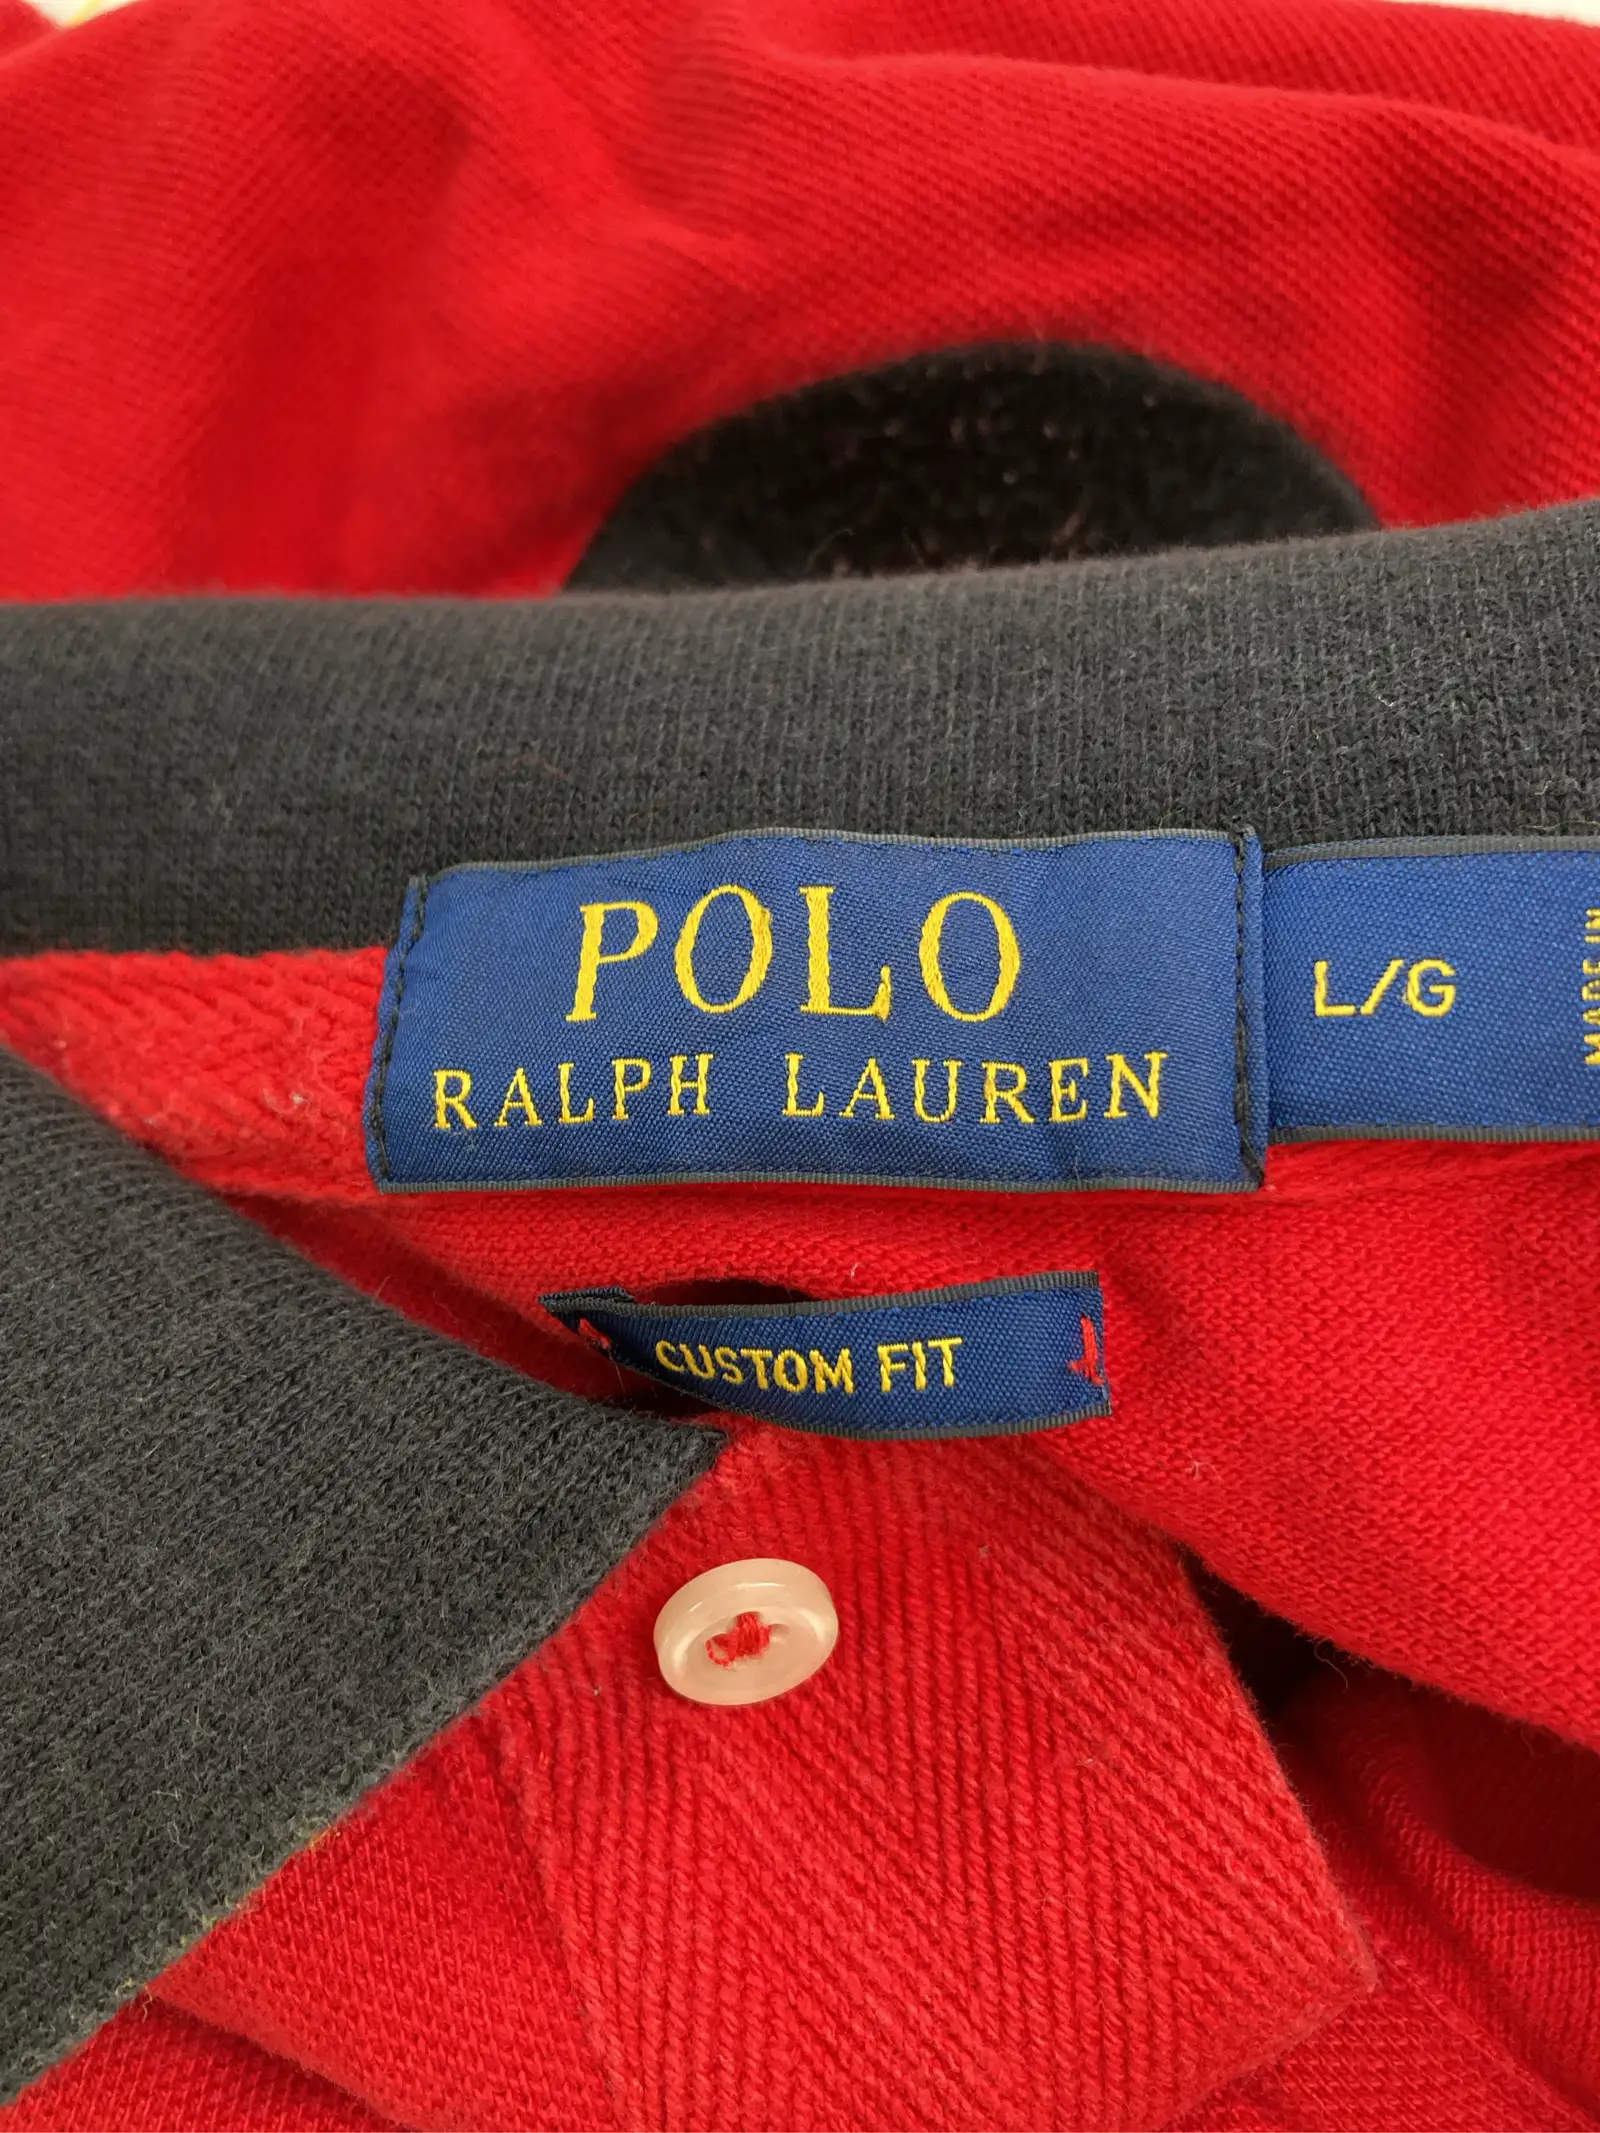 POLO
RALPH LAUREN
L/G
MADE IN
CUSTOM FIT